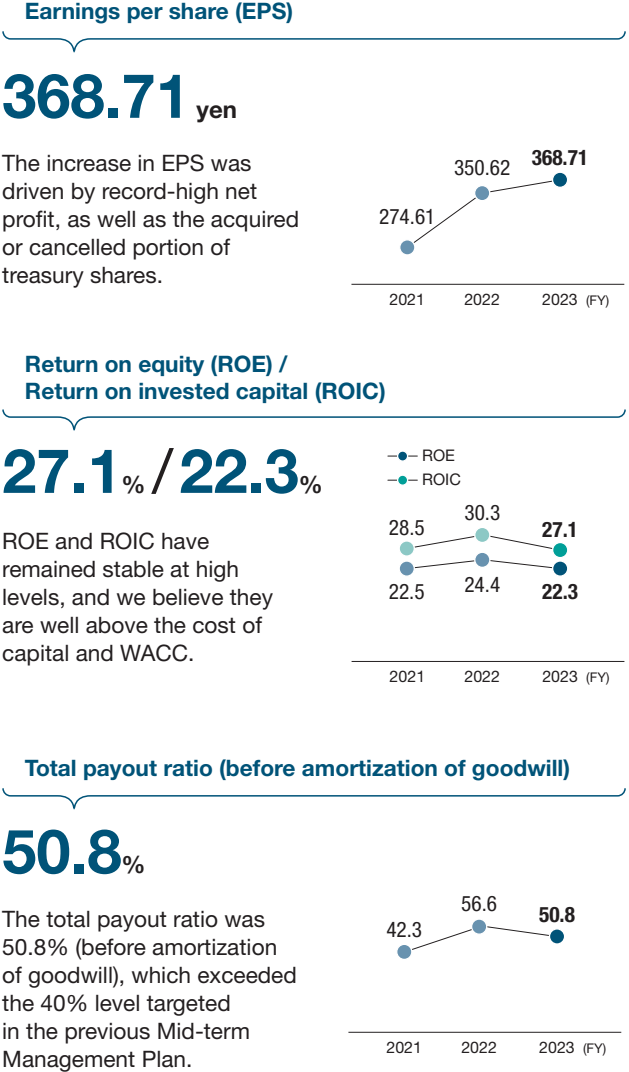 Earnings per share (EPS)
368.71 yen
The increase in EPS was
driven by record-high net
profit, as well as the acquired
or cancelled portion of
treasury shares.
274.61
350.62
368.71
2021 2022 2023 (FY)
Return on equity (ROE) /
Return on invested capital (ROIC)
27.1% / 22.3%
ROE and ROIC have
remained stable at high
levels, and we believe they
are well above the cost of
capital and WACC.
ROE
ROIC
28.5 30.3 27.1
22.5 24.4 22.3
2021 2022 2023 (FY)
Total payout ratio (before amortization of goodwill)
50.8%
The total payout ratio was
50.8% (before amortization
of goodwill), which exceeded
the 40% level targeted
in the previous Mid-term
Management Plan.
42.3 56.6 50.8
2021 2022 2023 (FY)